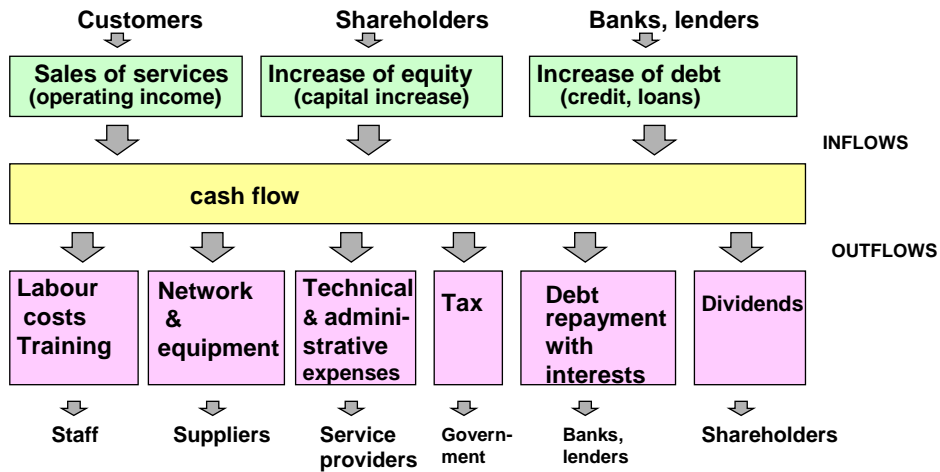 Customers
Shareholders
Banks, lenders
Sales of services
(operating income)
Increase of equity
(capital increase)
Increase of debt
(credit, loans)
INFLOWS
cash flow
OUTFLOWS
Labour
costs
Training
Network
&
equipment
Technical
& admini-
strative
expenses
Tax
Debt
repayment
with
interests
Dividends
Staff
Suppliers
Service
providers
Govern-
ment
Banks,
lenders
Shareholders